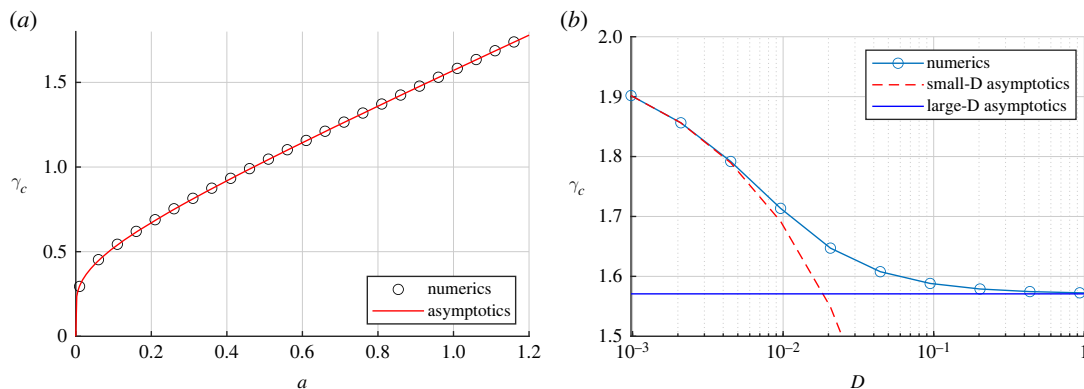 (a)
(b)
1.5
1.0
0.5
0
γc
0 0.2 0.4 0.6 0.8 1.0 1.2
a
numerics
asymptotics
2.0
1.9
1.8
1.7
1.6
1.5
γc
numerics
small-D asymptotics
large-D asymptotics
10−3 10−2 10−1 1
D